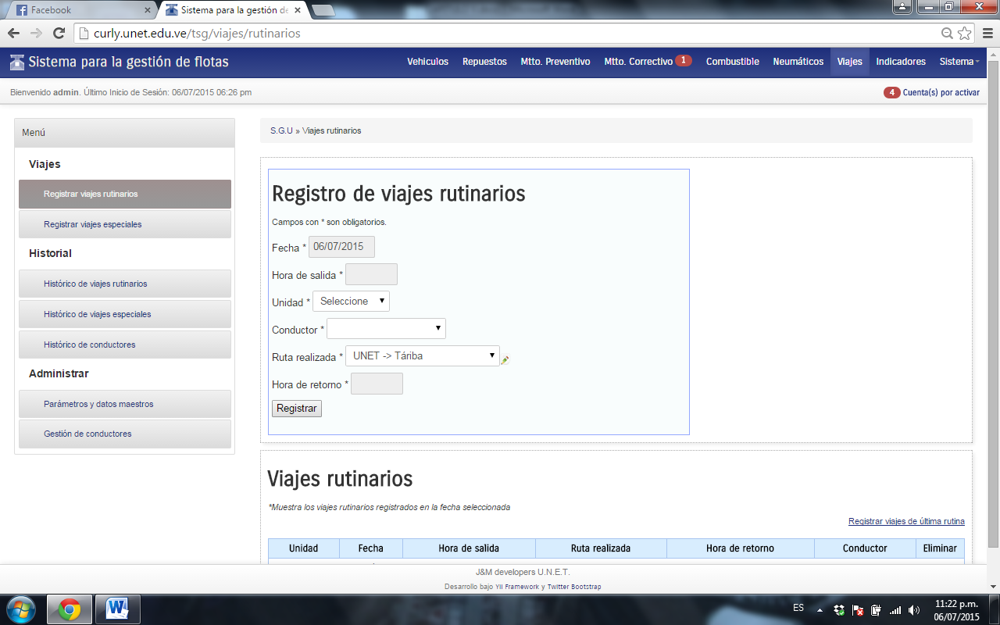 Facebook
Sistema para la gestión de
curly.unet.edu.ve/tsg/viajes/rutinarios
Sistema para la gestión de flotas
Vehiculos Repuestos Mtto. Preventivo Mtto. Correctivo 1 Combustible Neumáticos Viajes Indicadores Sistema
Bienvenido admin. Último Inicio de Sesión: 06/07/2015 06:26 pm
4 Cuenta(s) por activar
Menú
Viajes
Registrar viajes rutinarios
Registrar viajes especiales
Historial
Histórico de viajes rutinarios
Histórico de viajes especiales
Histórico de conductores
Administrar
Parámetros y datos maestros
Gestión de conductores
S.G.U » Viajes rutinarios
Registro de viajes rutinarios
Campos con * son obligatorios.
Fecha * 06/07/2015
Hora de salida *
Unidad * Seleccione
Conductor *
Ruta realizada * UNET -> Táriba
Hora de retorno *
Registrar
Viajes rutinarios
*Muestra los viajes rutinarios registrados en la fecha seleccionada
Registrar viajes de última rutina
Unidad Fecha Hora de salida Ruta realizada Hora de retorno Conductor Eliminar
J&M developers U.N.E.T.
Desarrollo bajo Yii Framework y Twitter Bootstrap
ES
11:22 p.m.
06/07/2015